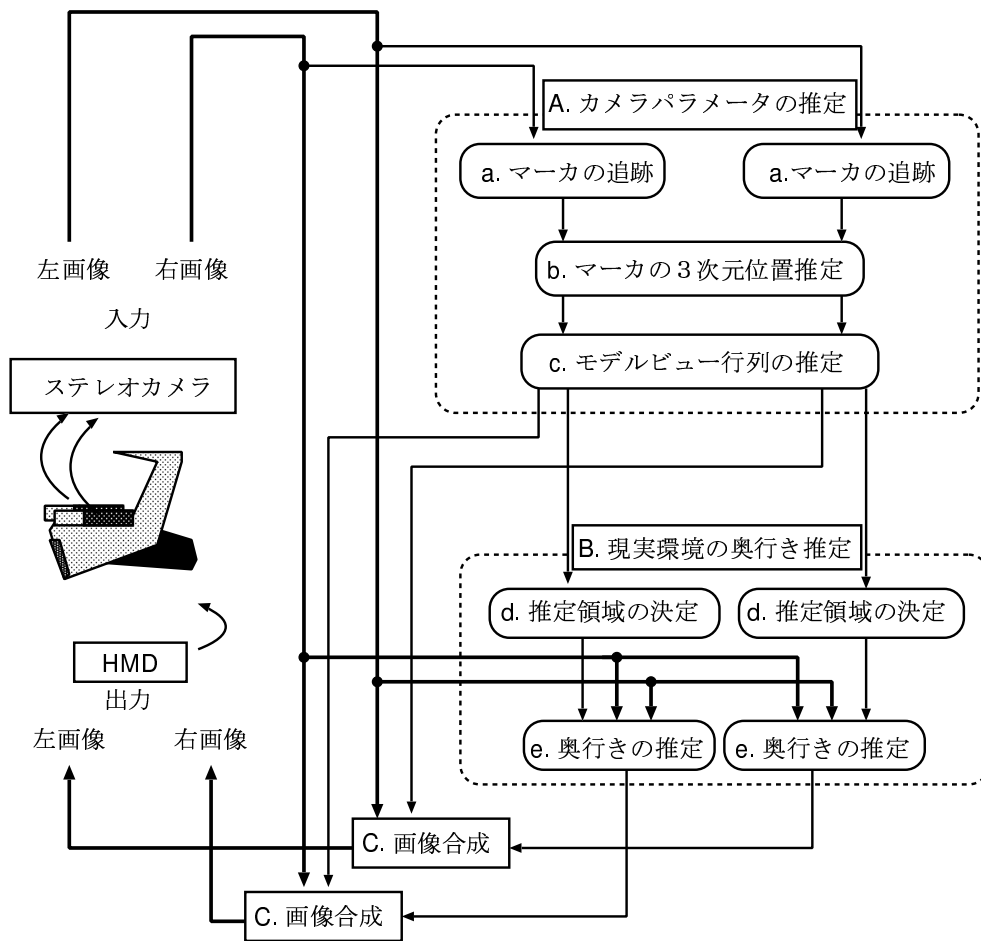 A. カメラパラメータの推定
a. マーカの追跡
a.マーカの追跡
b. マーカの３次元位置推定
c. モデルビュー行列の推定
左画像
右画像
入力
ステレオカメラ
B. 現実環境の奥行き推定
d. 推定領域の決定
d. 推定領域の決定
HMD
出力
左画像
右画像
e. 奥行きの推定
e. 奥行きの推定
C. 画像合成
C. 画像合成